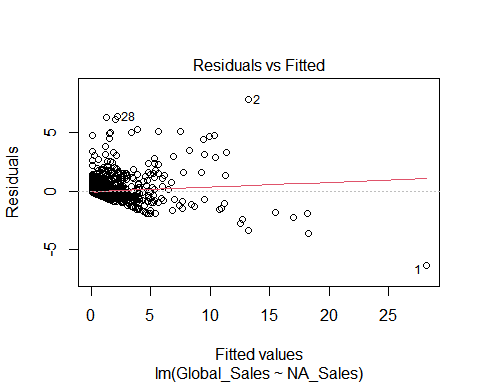 Residuals vs Fitted
2
28
1
Residuals
5
0
-5
0 5 10 15 20 25
Fitted values
lm(Global_Sales ~ NA_Sales)